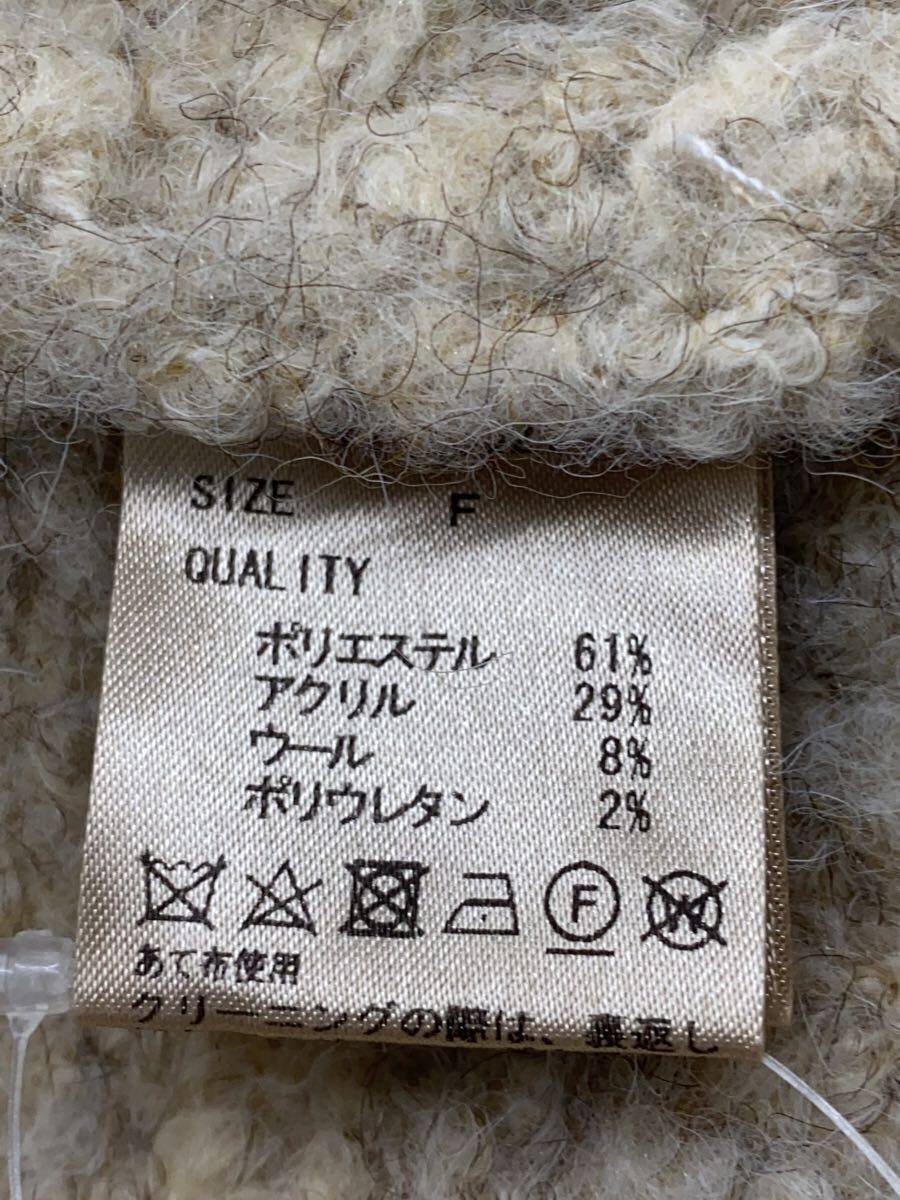 SIZE F
QUALITY
ポリエステル 61%
アクリル 29%
ウール 8%
ポリウレタン 2%
F
W
あて布使用
クリーニングの際は、裏返し